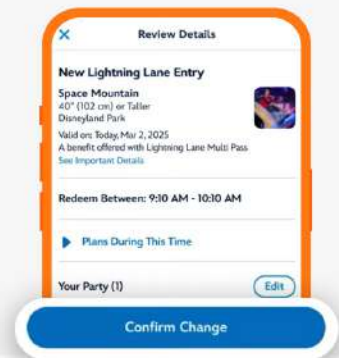 Review Details
New Lightning Lane Entry
Space Mountain
40" (102 cm) or Taller
Disneyland Park
Valid on: Today, Mar 2, 2025
A benefit offered with Lightning Lane Multi Pass
See Important Details
Redeem Between: 9:10 AM - 10:10 AM
Plans During This Time
Your Party (1)
Edit
Confirm Change